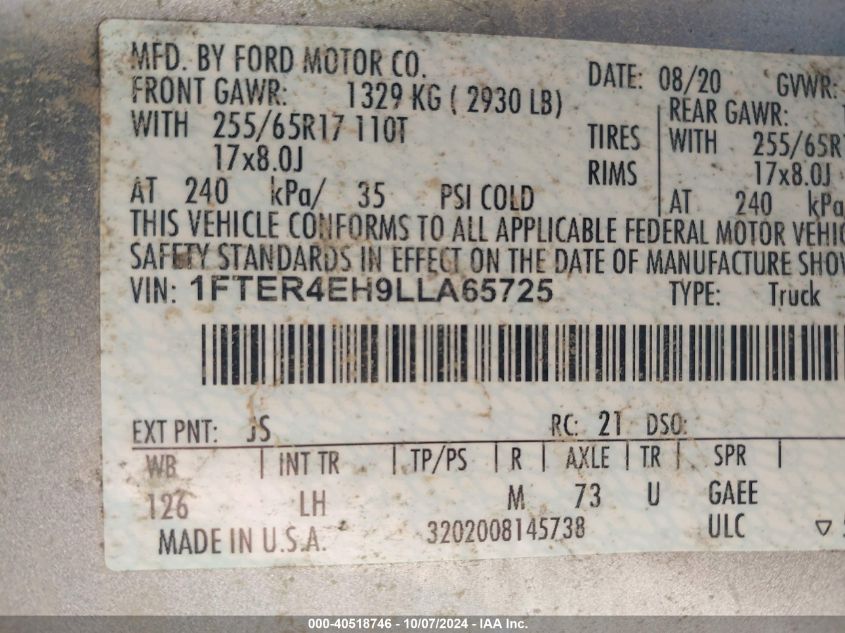 MFD. BY FORD MOTOR CO. DATE: 08/20 GVWR:
FRONT GAWR: 1329 KG ( 2930 LB) REAR GAWR:
WITH 255/65R17 110T TIRES WITH 255/65R
17x8.0J RIMS 17x8.0J
AT 240 kPa/ 35 PSI COLD AT 240 kPa
THIS VEHICLE CONFORMS TO ALL APPLICABLE FEDERAL MOTOR VEHIC
SAFETY STANDARDS IN EFFECT ON THE DATE OF MANUFACTURE SHOW
VIN: 1FTER4EH9LLA65725 TYPE: Truck
EXT PNT: JS RC: 21 DSO:
WB INT TR TP/PS R AXLE TR SPR
126 LH M 73 U GAEE
MADE IN U.S.A. 3202008145738 ULC
000-40518746 - 10/07/2024 - IAA Inc.